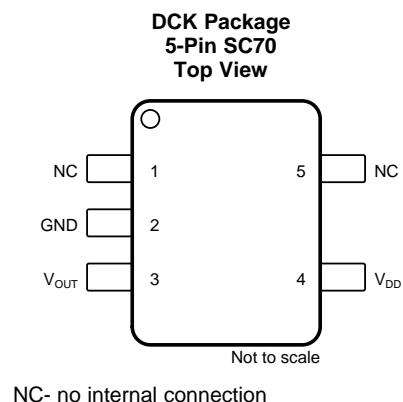 DCK Package
5-Pin SC70
Top View
NC 1 5 NC
GND 2
VOUT 3 4 VDD
Not to scale
NC- no internal connection